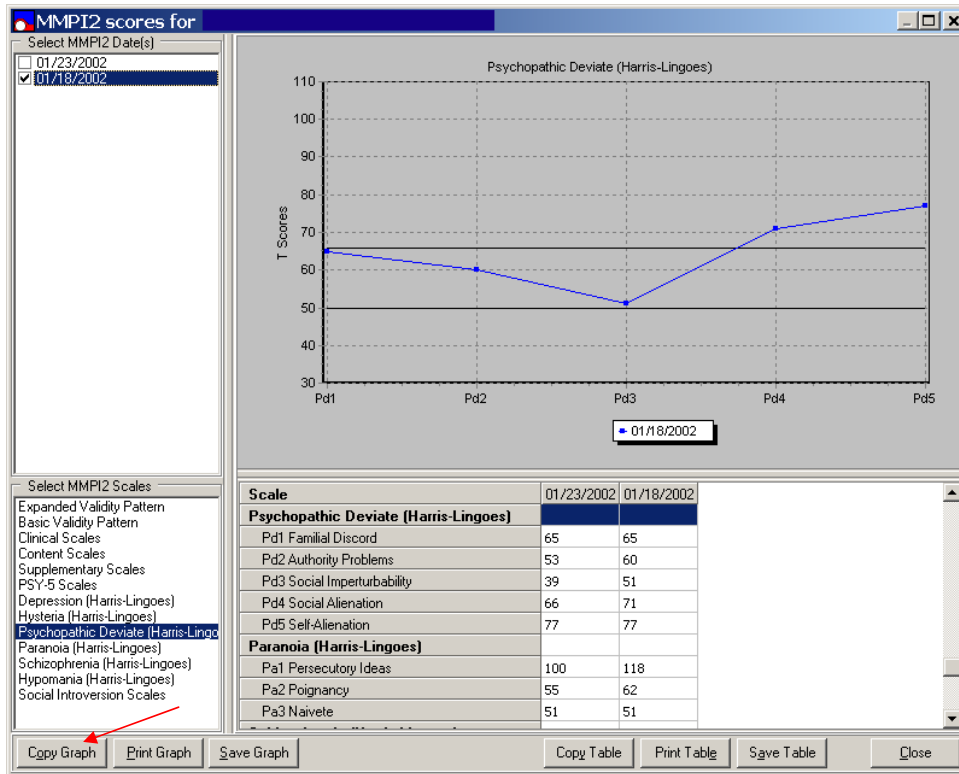 MMPI2 scores for
Select MMPI2 Date(s)
01/23/2002
01/18/2002
Psychopathic Deviate (Harris-Lingoes)
110
100
90
80
70
60
50
40
30
T Scores
Pd1 Pd2 Pd3 Pd4 Pd5
01/18/2002
Select MMPI2 Scales
Expanded Validity Pattern
Basic Validity Pattern
Clinical Scales
Content Scales
Supplementary Scales
PSY-5 Scales
Depression (Harris-Lingoes)
Hysteria (Harris-Lingoes)
Psychopathic Deviate (Harris-Lingo
Paranoia (Harris-Lingoes)
Schizophrenia (Harris-Lingoes)
Hypomania (Harris-Lingoes)
Social Introversion Scales
Scale 01/23/2002 01/18/2002
Psychopathic Deviate (Harris-Lingoes)
Pd1 Familial Discord 65 65
Pd2 Authority Problems 53 60
Pd3 Social Imperturbability 39 51
Pd4 Social Alienation 66 71
Pd5 Self-Alienation 77 77
Paranoia (Harris-Lingoes)
Pa1 Persecutory Ideas 100 118
Pa2 Poignancy 55 62
Pa3 Naivete 51 51
Copy Graph Print Graph Save Graph Copy Table Print Table Save Table Close